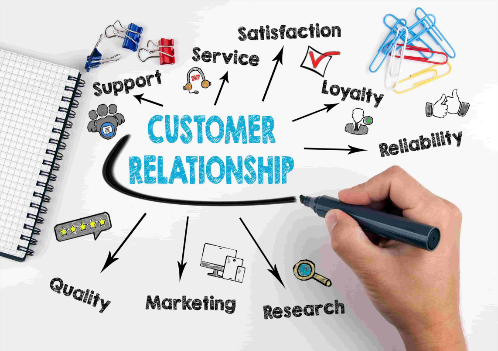 Satisfaction
Service
Support
Loyalty
CUSTOMER
RELATIONSHIP
Reliability
Quality
Marketing
Research